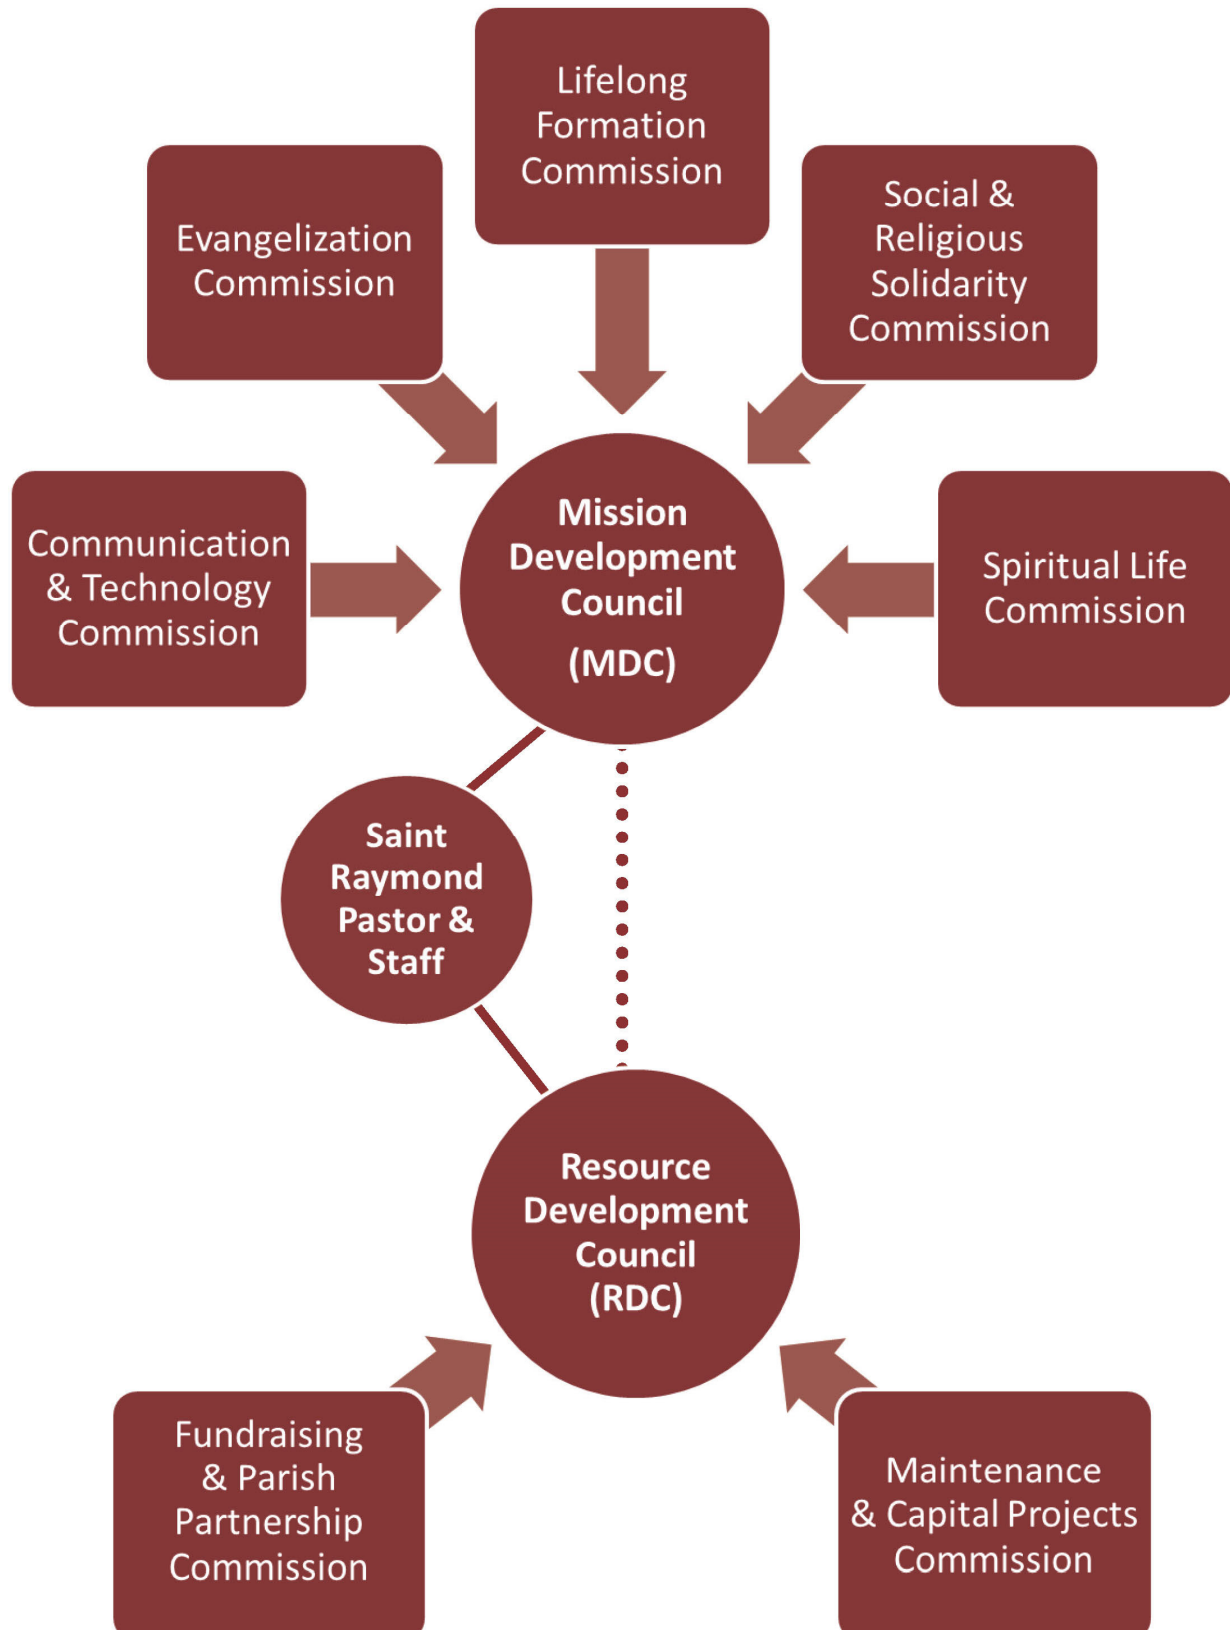 Lifelong
Formation
Commission
Evangelization
Commission
Social &
Religious
Solidarity
Commission
Communication
& Technology
Commission
Mission
Development
Council
(MDC)
Spiritual Life
Commission
Saint
Raymond
Pastor &
Staff
Resource
Development
Council
(RDC)
Fundraising
& Parish
Partnership
Commission
Maintenance
& Capital Projects
Commission